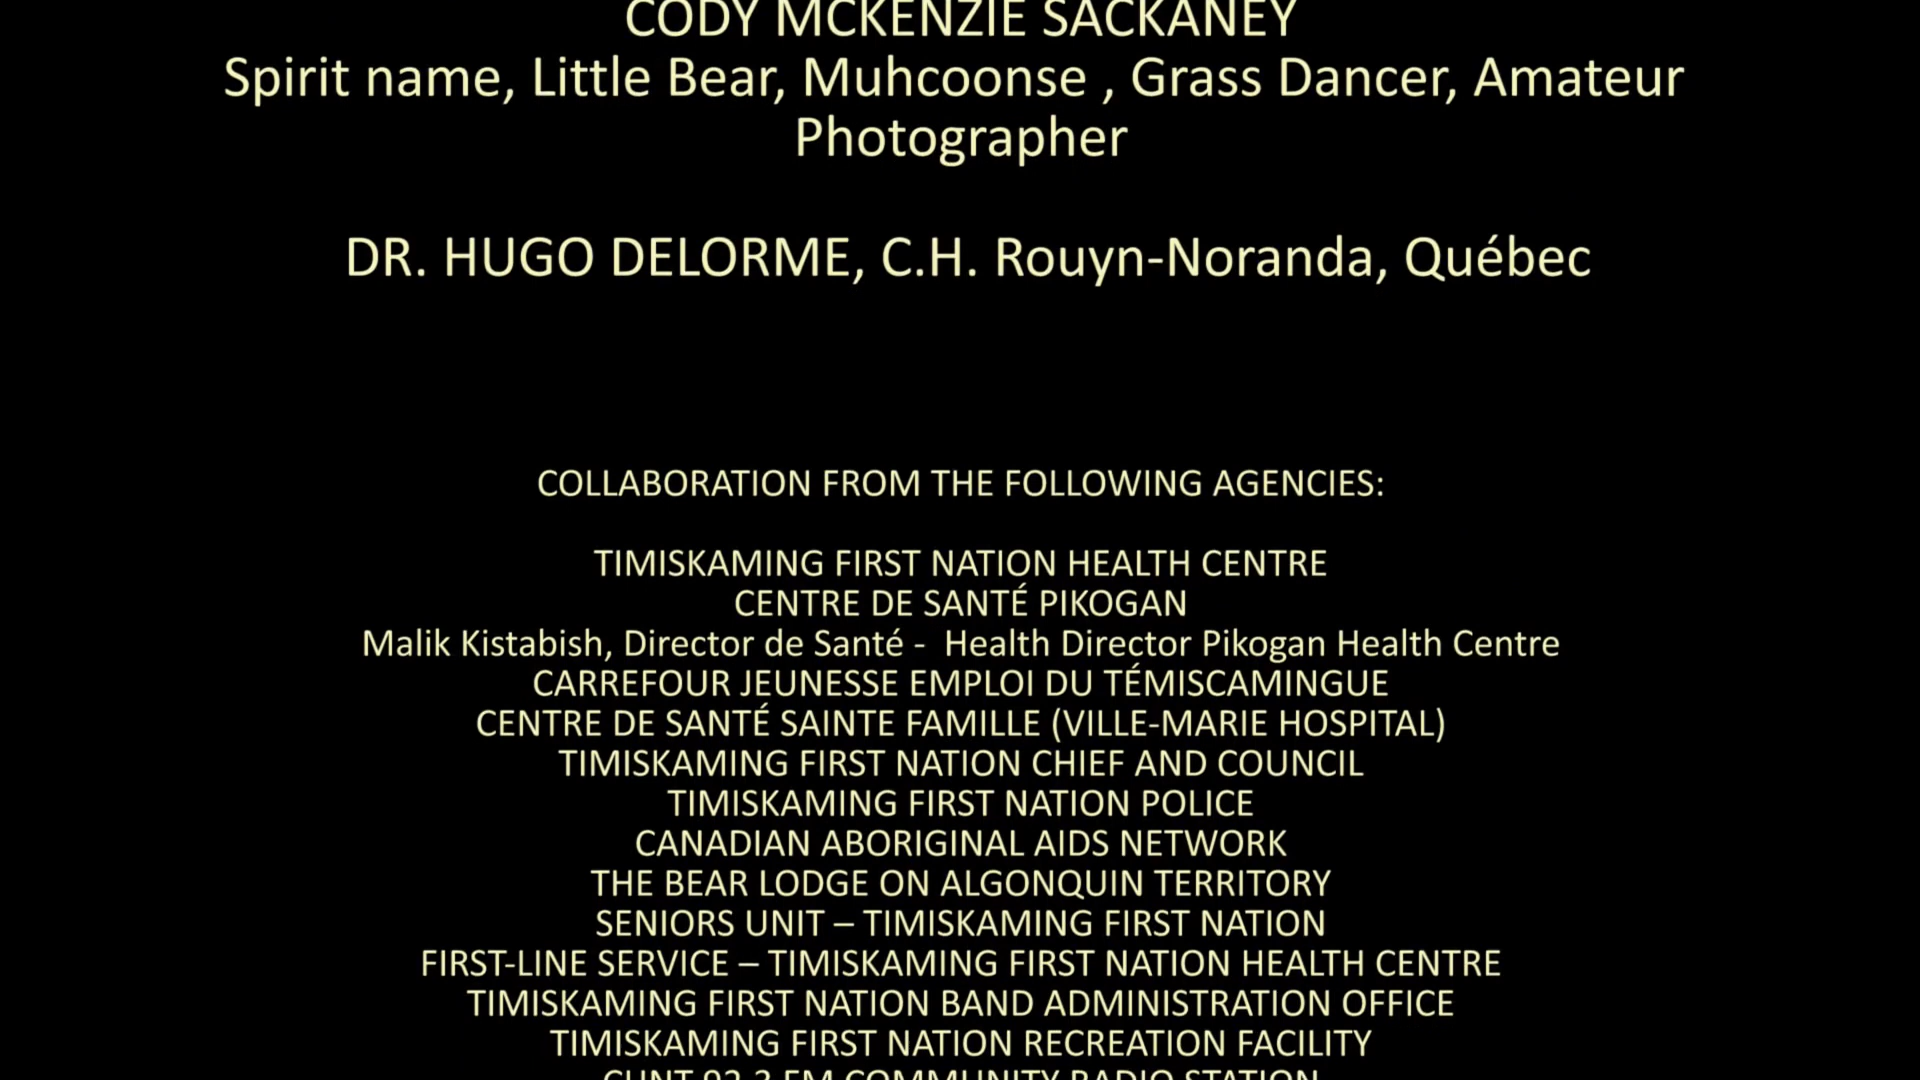 CODY MCKENZIE SACKANEY
Spirit name, Little Bear, Muhcoonse , Grass Dancer, Amateur
Photographer
DR. HUGO DELORME, C.H. Rouyn-Noranda, Québec
COLLABORATION FROM THE FOLLOWING AGENCIES:
TIMISKAMING FIRST NATION HEALTH CENTRE
CENTRE DE SANTÉ PIKOGAN
Malik Kistabish, Director de Santé -  Health Director Pikogan Health Centre
CARREFOUR JEUNESSE EMPLOI DU TÉMISCAMINGUE
CENTRE DE SANTÉ SAINTE FAMILLE (VILLE-MARIE HOSPITAL)
TIMISKAMING FIRST NATION CHIEF AND COUNCIL
TIMISKAMING FIRST NATION POLICE
CANADIAN ABORIGINAL AIDS NETWORK
THE BEAR LODGE ON ALGONQUIN TERRITORY
SENIORS UNIT – TIMISKAMING FIRST NATION
FIRST-LINE SERVICE – TIMISKAMING FIRST NATION HEALTH CENTRE
TIMISKAMING FIRST NATION BAND ADMINISTRATION OFFICE
TIMISKAMING FIRST NATION RECREATION FACILITY
FM COMMUNITY RADIO STATION